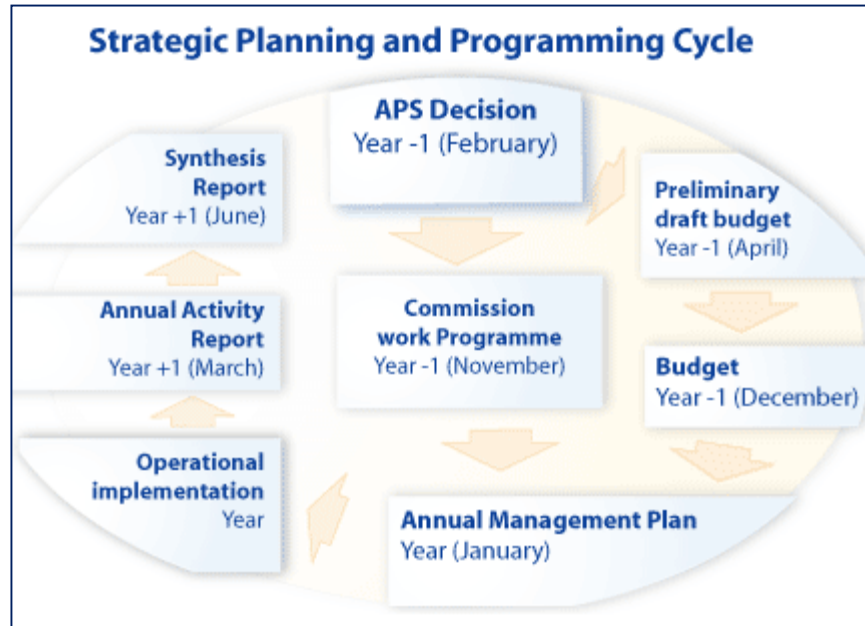 Strategic Planning and Programming Cycle
APS Decision
Year -1 (February)
Synthesis
Report
Year +1 (June)
Preliminary
draft budget
Year -1 (April)
Annual Activity
Report
Year +1 (March)
Commission
work Programme
Year -1 (November)
Budget
Year -1 (December)
Operational
implementation
Year
Annual Management Plan
Year (January)